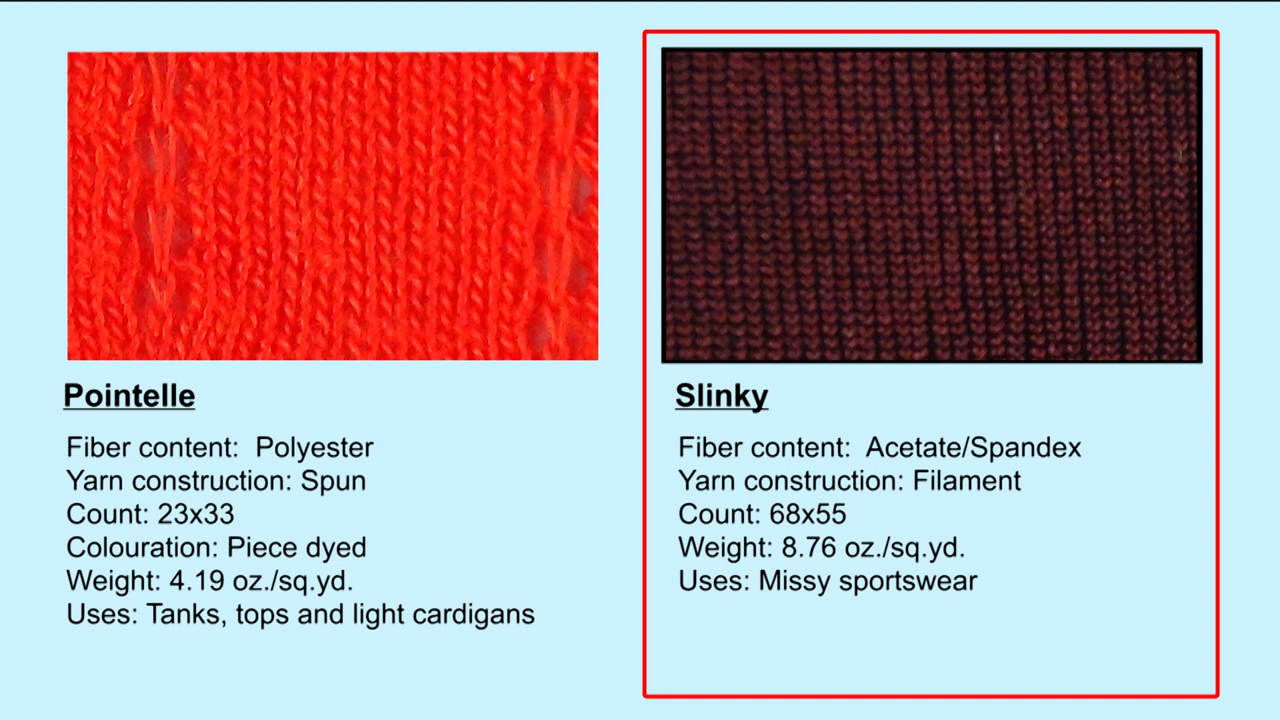 Pointelle
Fiber content: Polyester
Yarn construction: Spun
Count: 23x33
Colouration: Piece dyed
Weight: 4.19 oz./sq.yd.
Uses: Tanks, tops and light cardigans
Slinky
Fiber content: Acetate/Spandex
Yarn construction: Filament
Count: 68x55
Weight: 8.76 oz./sq.yd.
Uses: Missy sportswear